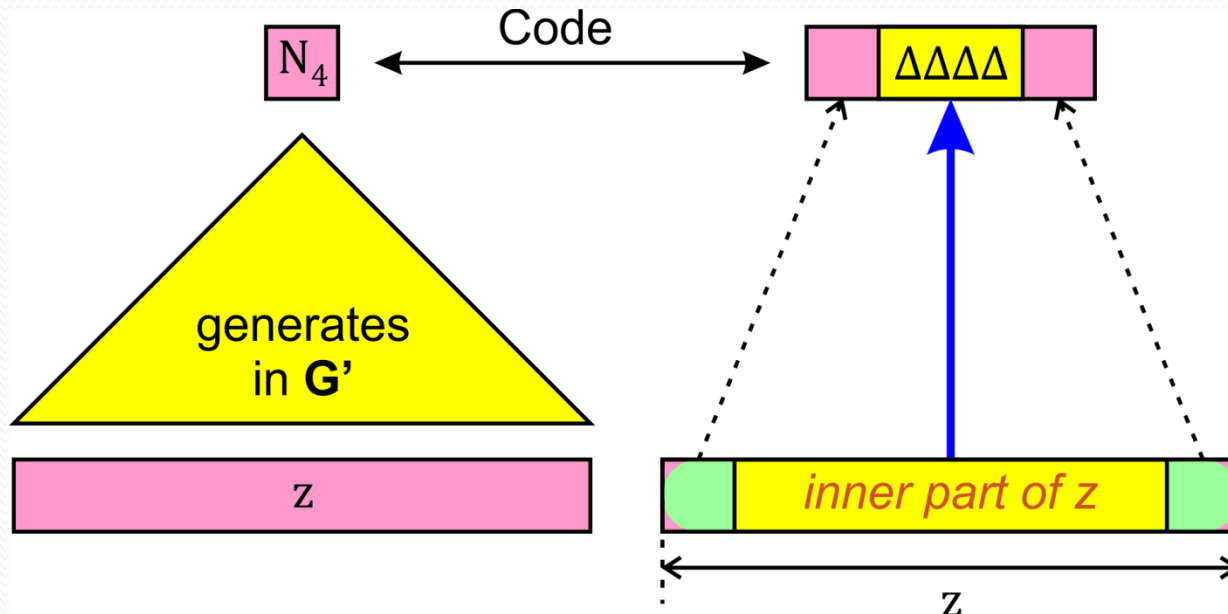 Code
N₄
ΔΔΔΔ
generates
in G’
z
inner part of z
z